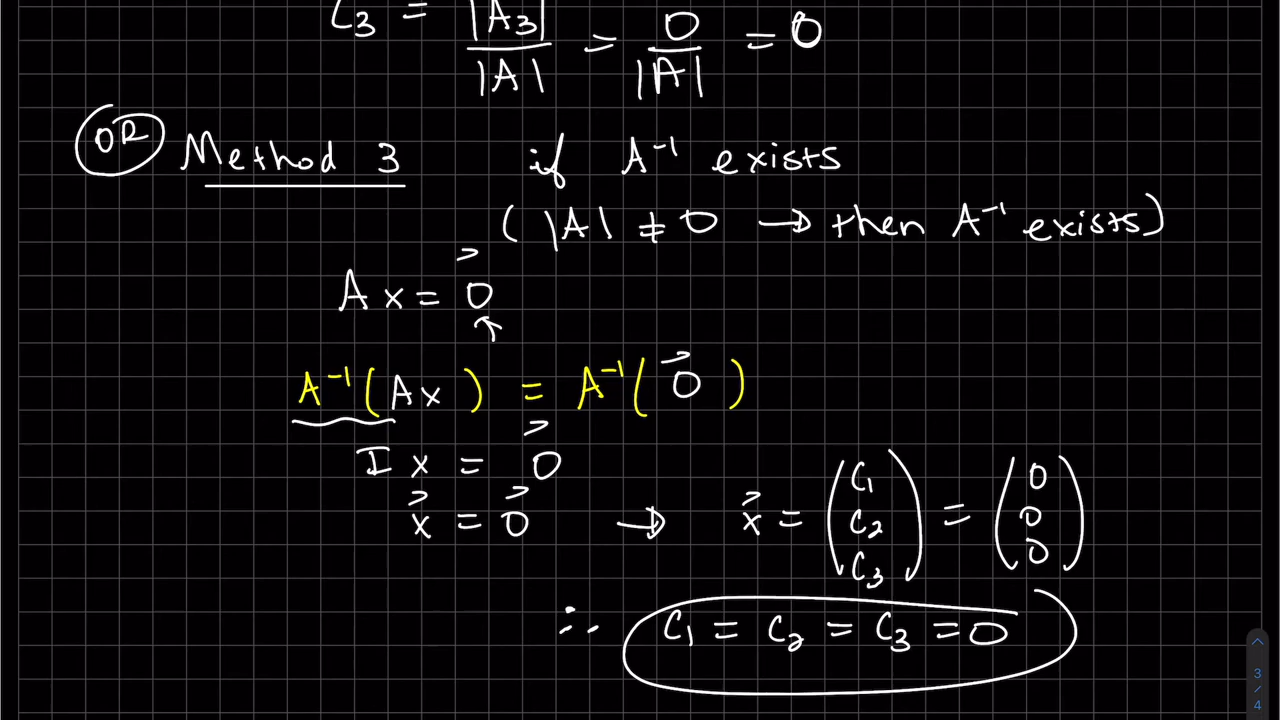 C₃ = |A₃| / |A| = 0 / |A| = 0
OR Method 3 if A⁻¹ exists
( |A| ≠ 0 → then A⁻¹ exists)
Ax = 0⃗
↑
A⁻¹(Ax) = A⁻¹(0⃗)
Ix = 0⃗
x⃗ = 0⃗ → x⃗ = (C₁ C₂ C₃) = (0 0 0)
∴ C₁ = C₂ = C₃ = 0
3 / 4